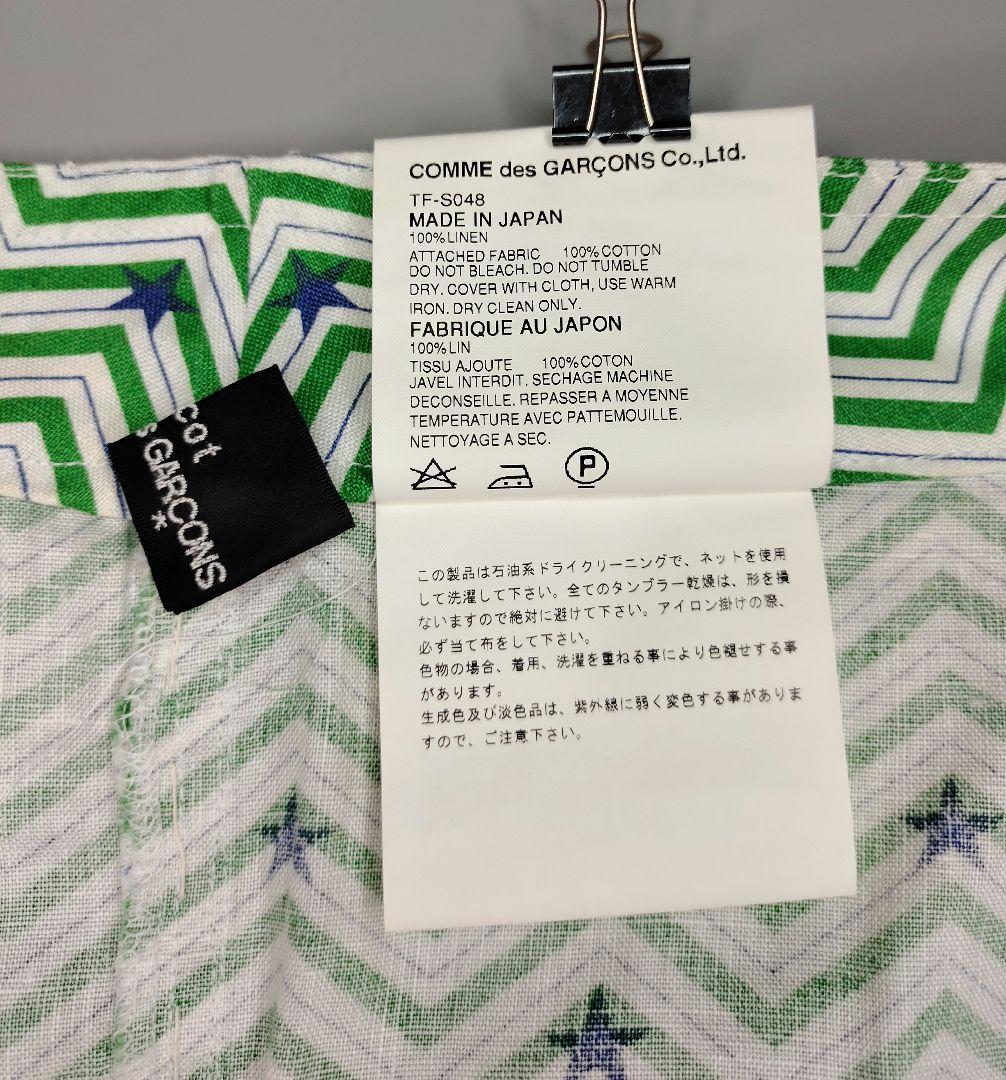 COMME des GARÇONS Co.,Ltd.
TF-S048
MADE IN JAPAN
100%LINEN
ATTACHED FABRIC 100%COTTON
DO NOT BLEACH. DO NOT TUMBLE
DRY. COVER WITH CLOTH, USE WARM
IRON. DRY CLEAN ONLY.
FABRIQUE AU JAPON
100%LIN
TISSU AJOUTE 100%COTON
JAVEL INTERDIT. SECHAGE MACHINE
DECONSEILLE. REPASSER A MOYENNE
TEMPERATURE AVEC PATTEMOUILLE.
NETTOYAGE A SEC.
P
cot
s GARÇONS
*
この製品は石油系ドライクリーニングで、ネットを使用
して洗濯して下さい。全てのタンブラー乾燥は、形を損
ないますので絶対に避けて下さい。アイロン掛けの際、
必ず当て布をして下さい。
色物の場合、着用、洗濯を重ねる事により色褪せする事
があります。
生成色及び淡色品は、紫外線に弱く変色する事がありま
すので、ご注意下さい。